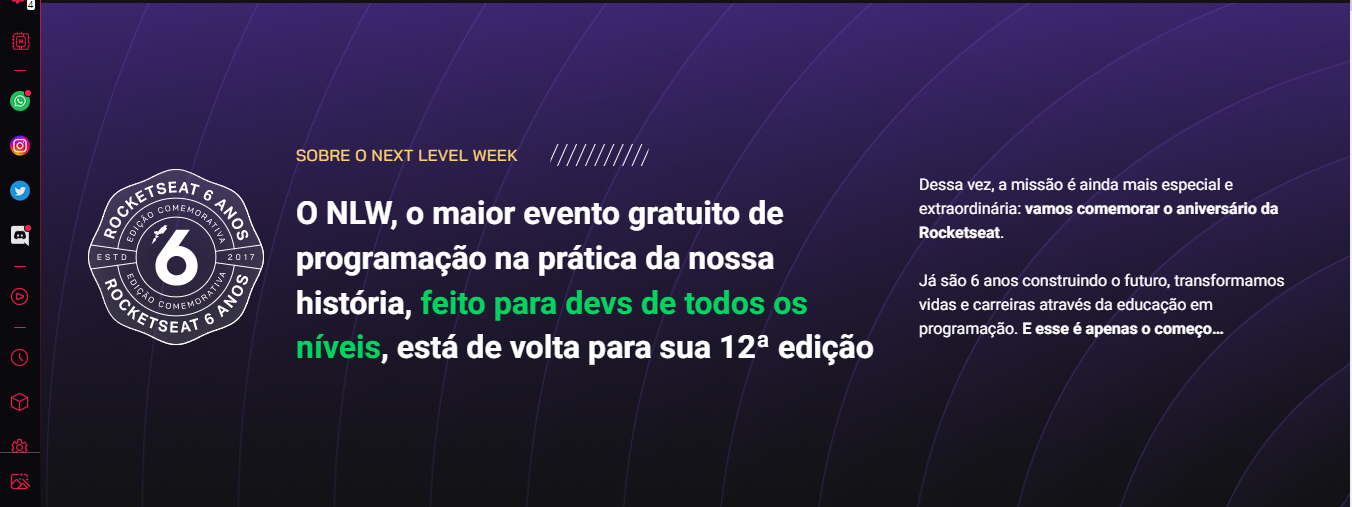 4
SOBRE O NEXT LEVEL WEEK
O NLW, o maior evento gratuito de
programação na prática da nossa
história, feito para devs de todos os
níveis, está de volta para sua 12ª edição
ROCKETSEAT 6 ANOS
EDIÇÃO COMEMORATIVA
ESTD
6
2017
EDIÇÃO COMEMORATIVA
ROCKETSEAT 6 ANOS
Dessa vez, a missão é ainda mais especial e
extraordinária: vamos comemorar o aniversário da
Rocketseat.
Já são 6 anos construindo o futuro, transformamos
vidas e carreiras através da educação em
programação. E esse é apenas o começo...